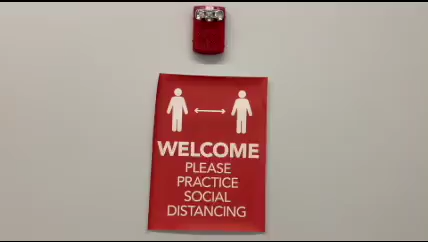 WELCOME
PLEASE
PRACTICE
SOCIAL
DISTANCING